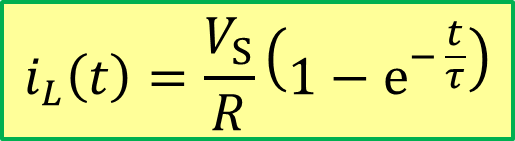 i_L(t) = V_S/R (1 − e^(−t/τ))